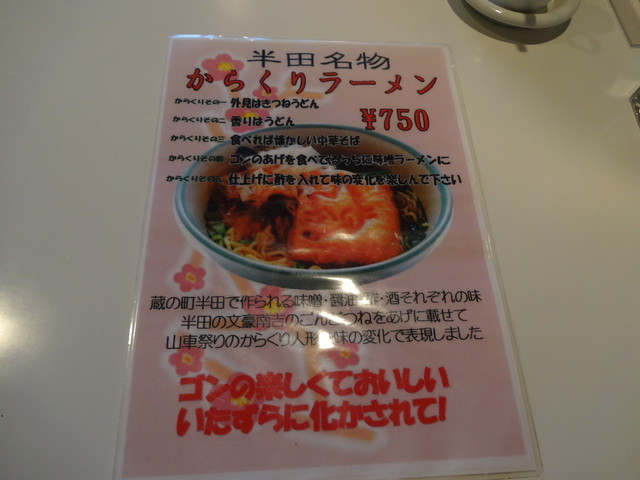 半田名物
からくりラーメン
からくりその一 外見はきつねうどん
からくりその二 香りはうどん
¥750
からくりその三 食べれば懐かしい中華そば
からくりその四 ゴンのあげを食べてるうちに味噌ラーメンに
からくりその五 仕上げに酢を入れて味の変化を楽しんで下さい
蔵の町半田で作られる味噌・醤油・酢・酒それぞれの味
半田の文豪南吉のごんぎつねをあげに載せて
山車祭りのからくり人形を味の変化で表現しました
ゴンの楽しくておいしい
いたずらに化かされて!